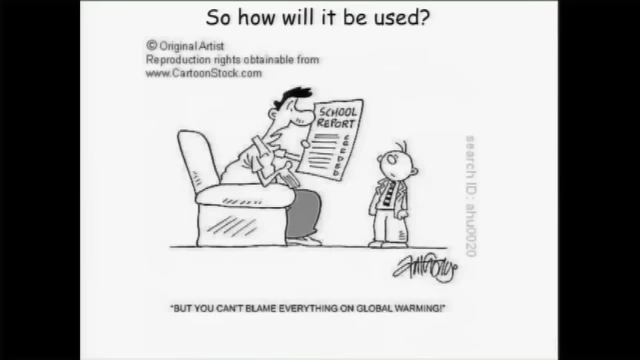 So how will it be used?
© Original Artist
Reproduction rights obtainable from
www.CartoonStock.com
SCHOOL
REPORT
search ID: ahu0020
"BUT YOU CAN'T BLAME EVERYTHING ON GLOBAL WARMING!"